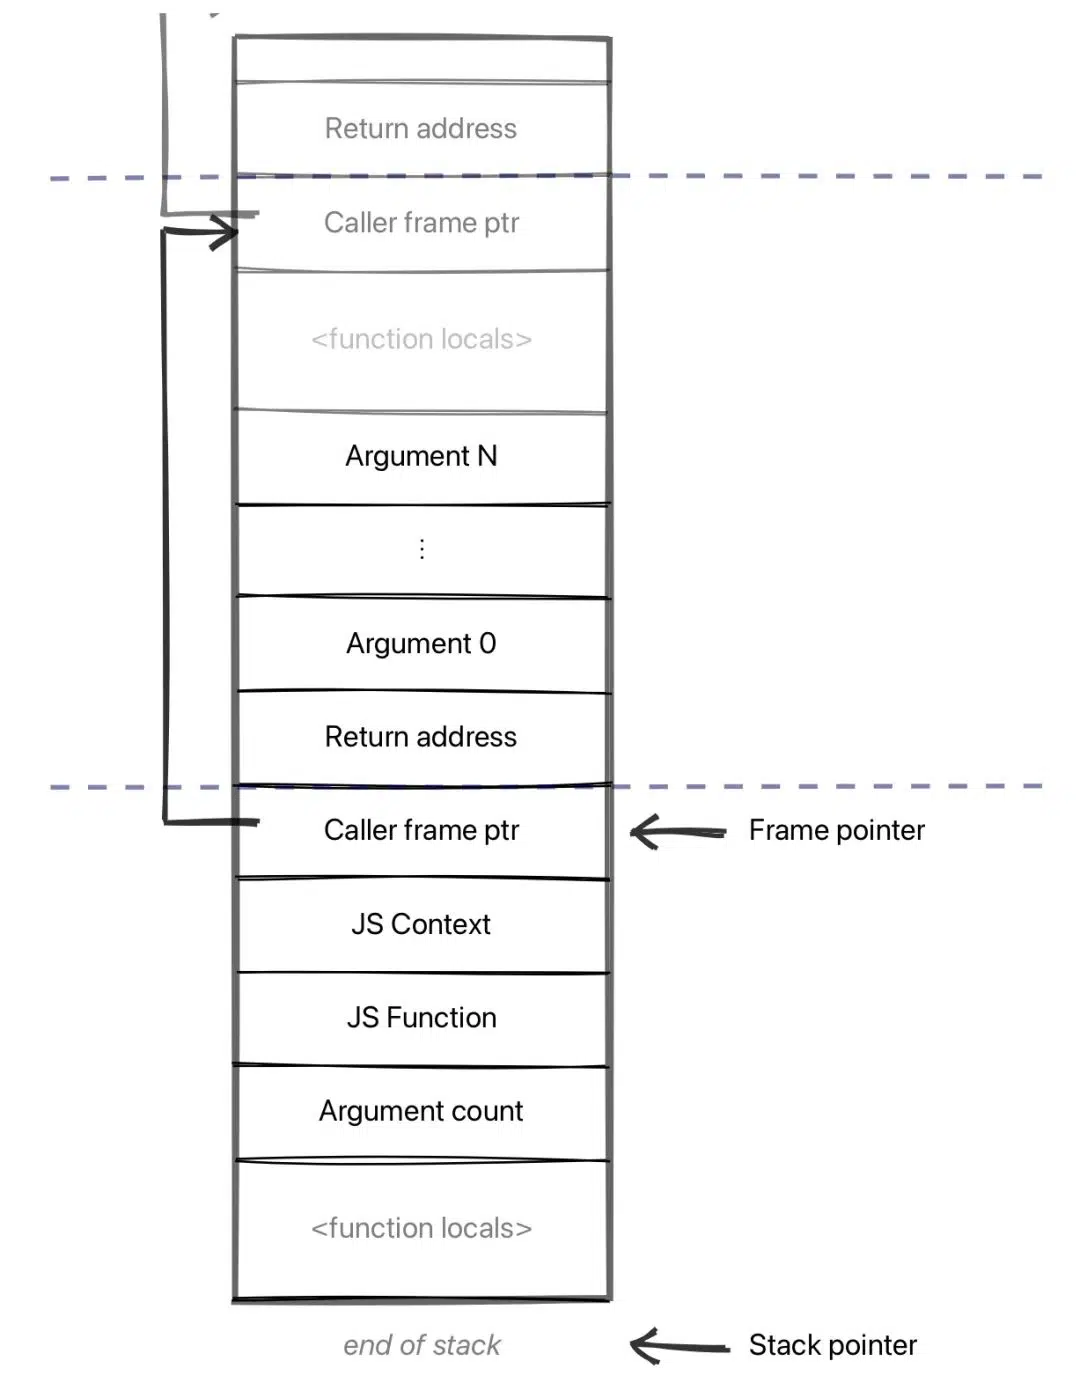 Return address
Caller frame ptr
<function locals>
Argument N
⋮
Argument 0
Return address
Caller frame ptr
Frame pointer
JS Context
JS Function
Argument count
<function locals>
end of stack
Stack pointer